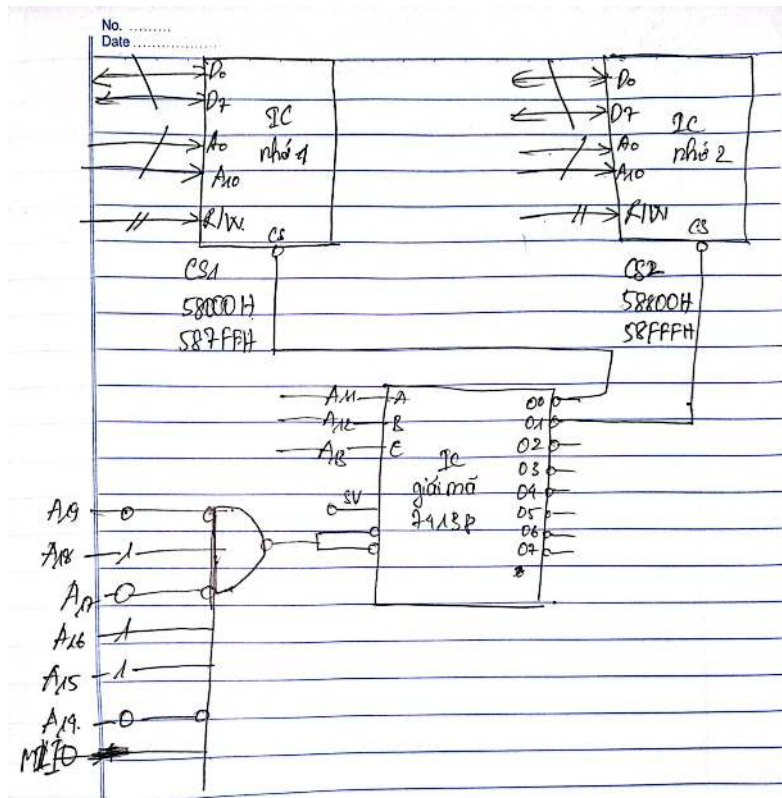 No. .........
Date ..................
D0
D7
A0
A10
R/W
CS
IC
nhớ 1
D0
D7
A0
A10
R/W
CS
IC
nhớ 2
CS1
58000H
587FFH
CS2
58800H
58FFFH
A11 A
A12 B
A13 C
5V
IC
giải mã
74138
O0
O1
O2
O3
O4
O5
O6
O7
A19 0
A18 1
A17 0
A16 1
A15 1
A14 0
M/IO